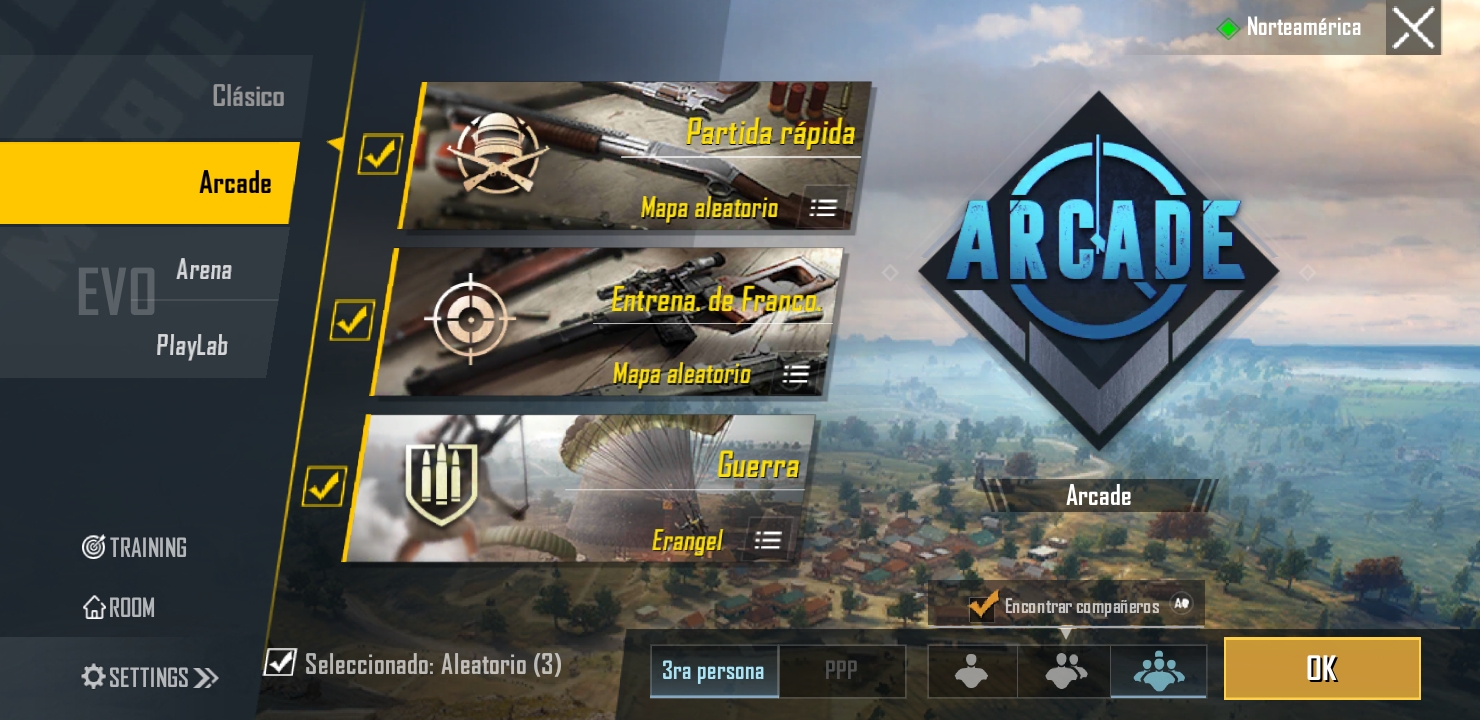 Norteamérica
Clásico
Arcade
EVO
Arena
PlayLab
TRAINING
ROOM
SETTINGS
Partida rápida
Mapa aleatorio
Entrena. de Franco.
Mapa aleatorio
Guerra
Erangel
ARCADE
Arcade
Encontrar compañeros
Seleccionado: Aleatorio (3)
3ra persona
PPP
OK